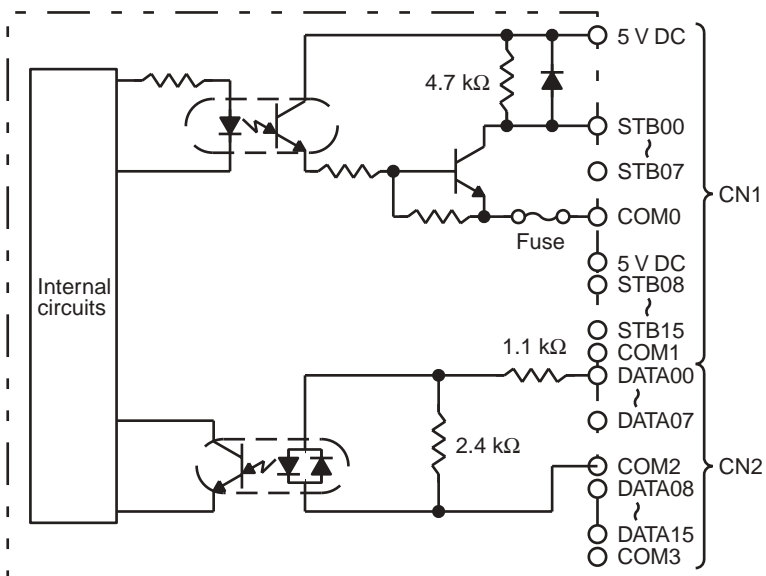 5 V DC
4.7 kΩ
STB00
~
STB07
CN1
COM0
Fuse
5 V DC
STB08
~
Internal
circuits
STB15
1.1 kΩ
COM1
DATA00
~
DATA07
2.4 kΩ
COM2
CN2
DATA08
~
DATA15
COM3